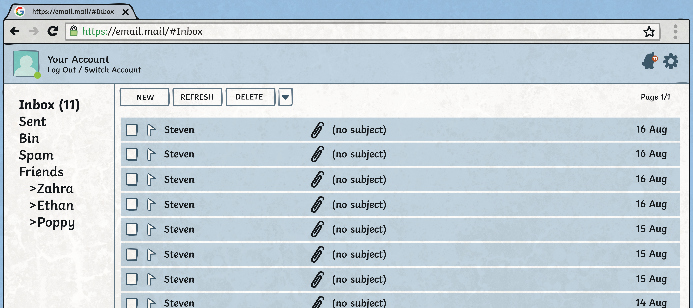 https://email.mail/#Inbox
https://email.mail/#Inbox
Your Account
Log Out / Switch Account
Inbox (11)
Sent
Bin
Spam
Friends
>Zahra
>Ethan
>Poppy
NEW REFRESH DELETE Page 1/1
Steven (no subject) 16 Aug
Steven (no subject) 16 Aug
Steven (no subject) 16 Aug
Steven (no subject) 16 Aug
Steven (no subject) 15 Aug
Steven (no subject) 15 Aug
Steven (no subject) 15 Aug
Steven (no subject) 14 Aug